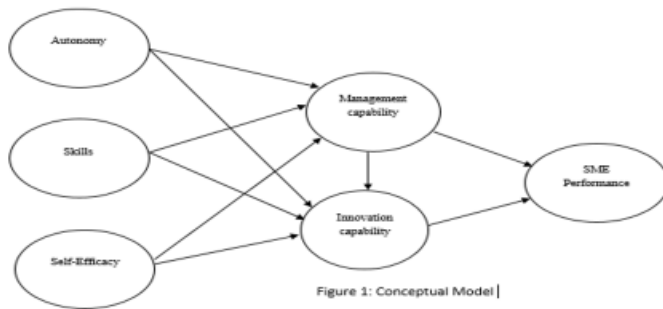 Autonomy
Management
capability
Skills
SME
Performance
Innovation
capability
Self-Efficacy
Figure 1: Conceptual Model